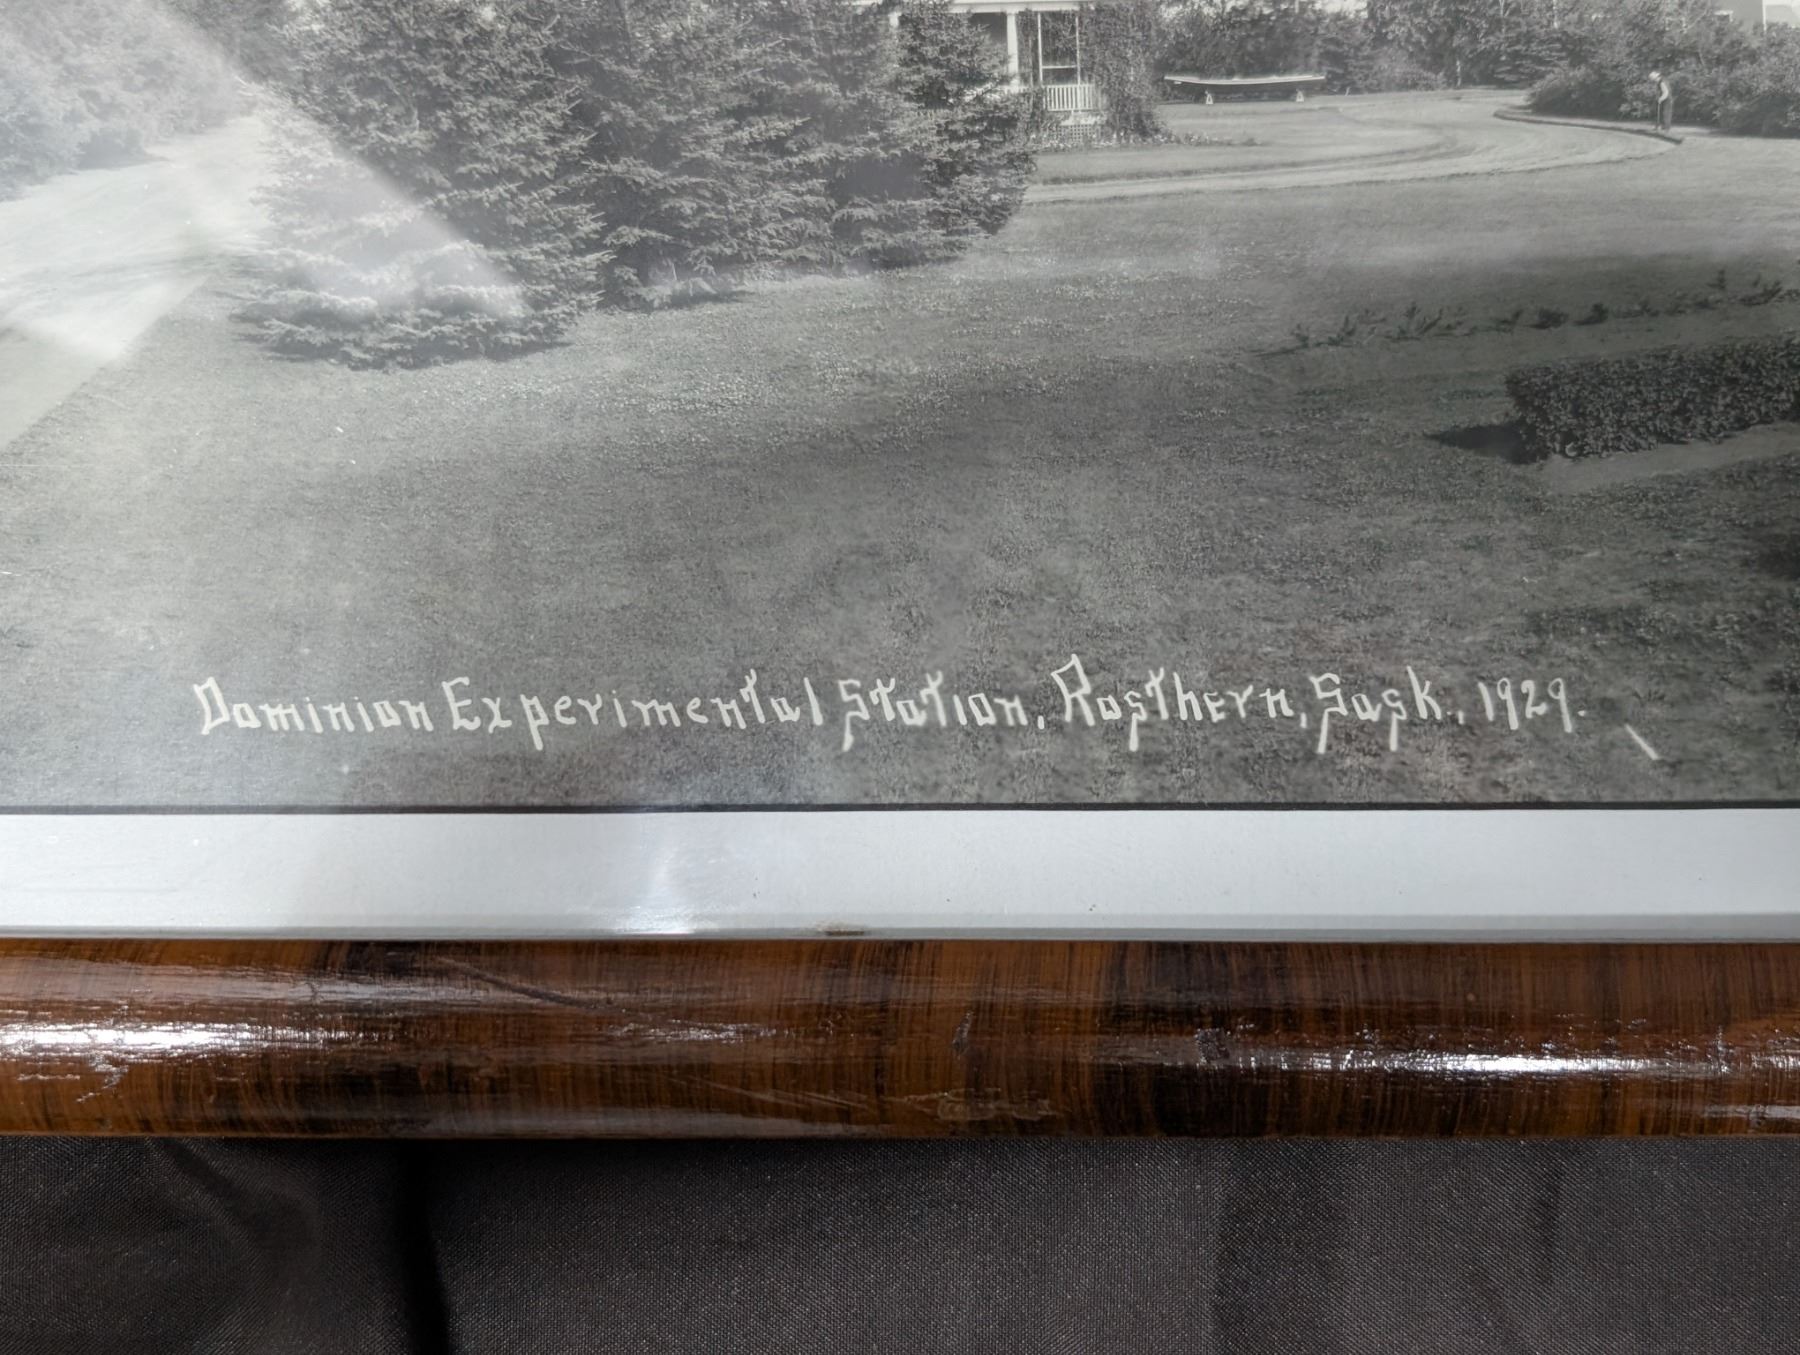 Dominion Experimental Station, Rosthern, Sask., 1929.